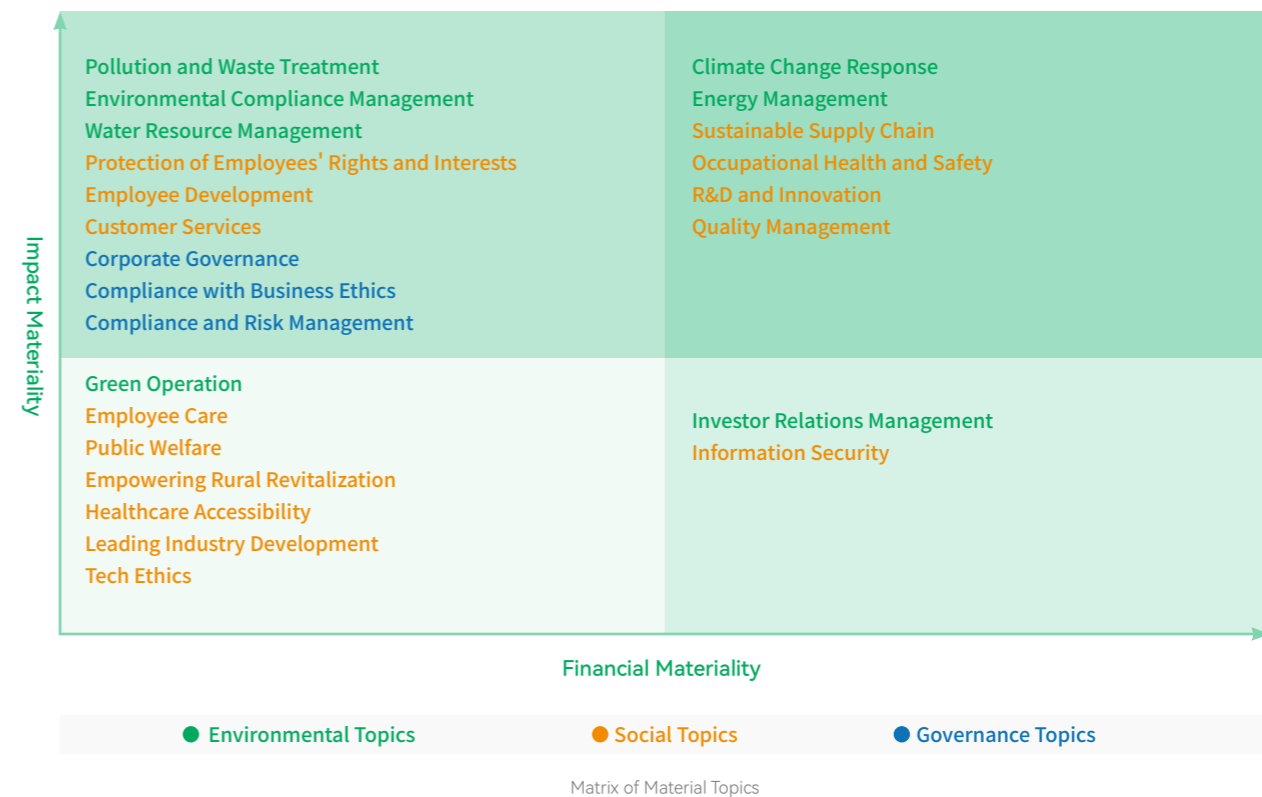 Pollution and Waste Treatment
Environmental Compliance Management
Water Resource Management
Protection of Employees' Rights and Interests
Employee Development
Customer Services
Corporate Governance
Compliance with Business Ethics
Compliance and Risk Management
Climate Change Response
Energy Management
Sustainable Supply Chain
Occupational Health and Safety
R&D and Innovation
Quality Management
Impact Materiality
Green Operation
Employee Care
Public Welfare
Empowering Rural Revitalization
Healthcare Accessibility
Leading Industry Development
Tech Ethics
Investor Relations Management
Information Security
Financial Materiality
Environmental Topics
Social Topics
Governance Topics
Matrix of Material Topics